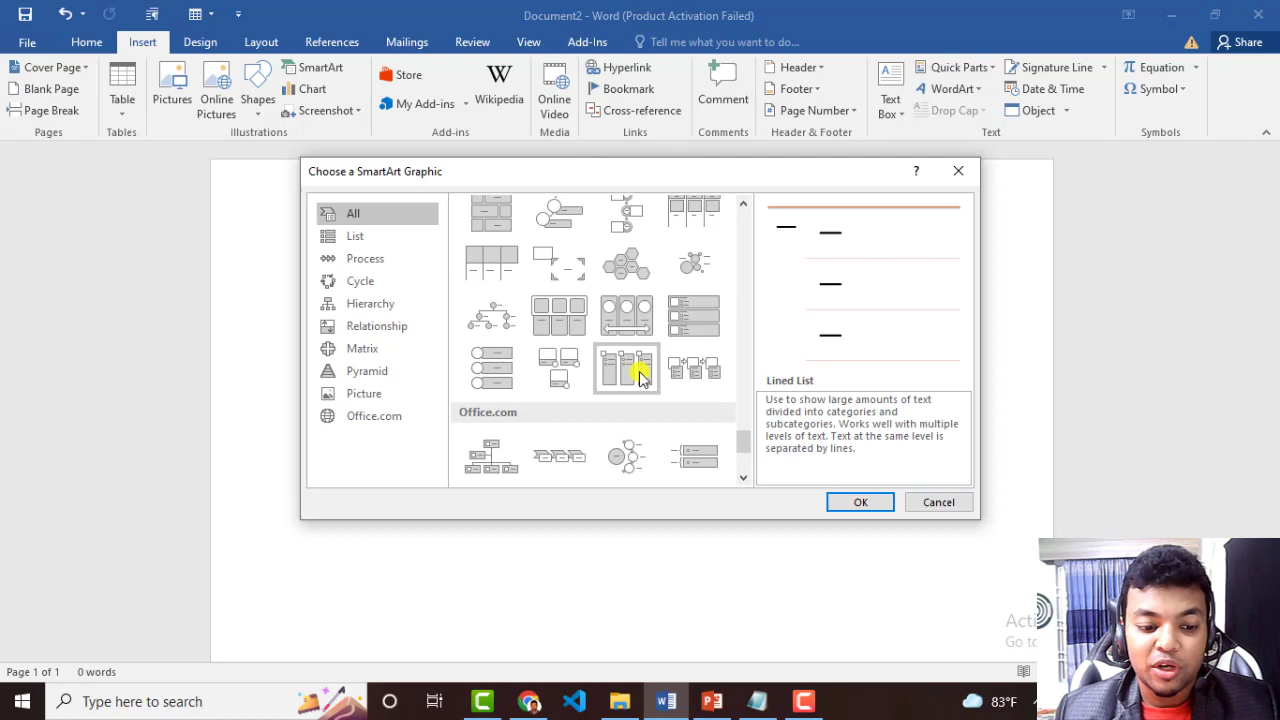 Document2 - Word (Product Activation Failed)
File Home Insert Design Layout References Mailings Review View Add-Ins Tell me what you want to do... Share
Cover Page
Blank Page
Page Break
Pages
Table
Tables
Pictures
Online
Pictures
Shapes
SmartArt
Chart
Screenshot
Illustrations
Store
My Add-ins
W
Wikipedia
Add-ins
Online
Video
Media
Hyperlink
Bookmark
Cross-reference
Links
Comment
Comments
Header
Footer
Page Number
Header & Footer
Text
Box
Quick Parts
WordArt
Drop Cap
Signature Line
Date & Time
Object
Text
Equation
Symbol
Symbols
Choose a SmartArt Graphic
?
All
List
Process
Cycle
Hierarchy
Relationship
Matrix
Pyramid
Picture
Office.com
Office.com
Lined List
Use to show large amounts of text
divided into categories and
subcategories. Works well with multiple
levels of text. Text at the same level is
separated by lines.
OK
Cancel
Acti
Go to
Page 1 of 1 0 words
Type here to search
83°F